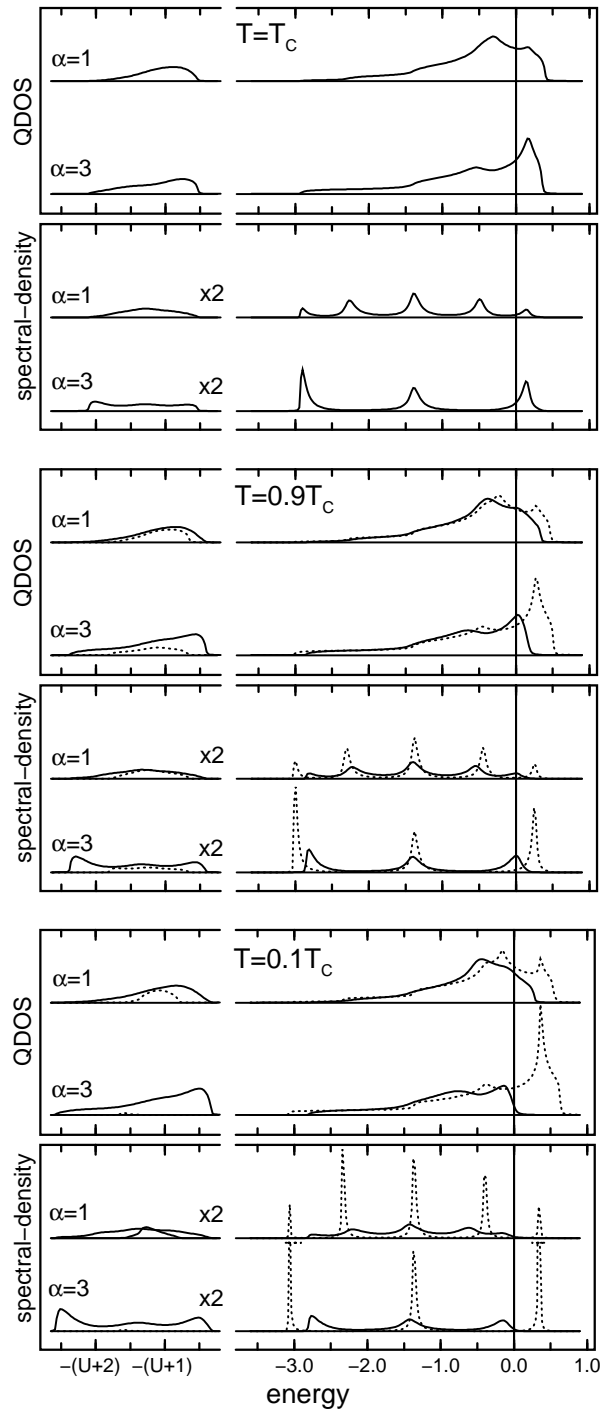 T=T_C
QDOS
α=1
α=3
spectral−density
α=1
x2
α=3
x2
T=0.9T_C
QDOS
α=1
α=3
spectral−density
α=1
x2
α=3
x2
T=0.1T_C
QDOS
α=1
α=3
spectral−density
α=1
x2
α=3
x2
−(U+2) −(U+1) −3.0 −2.0 −1.0 0.0 1.0
energy